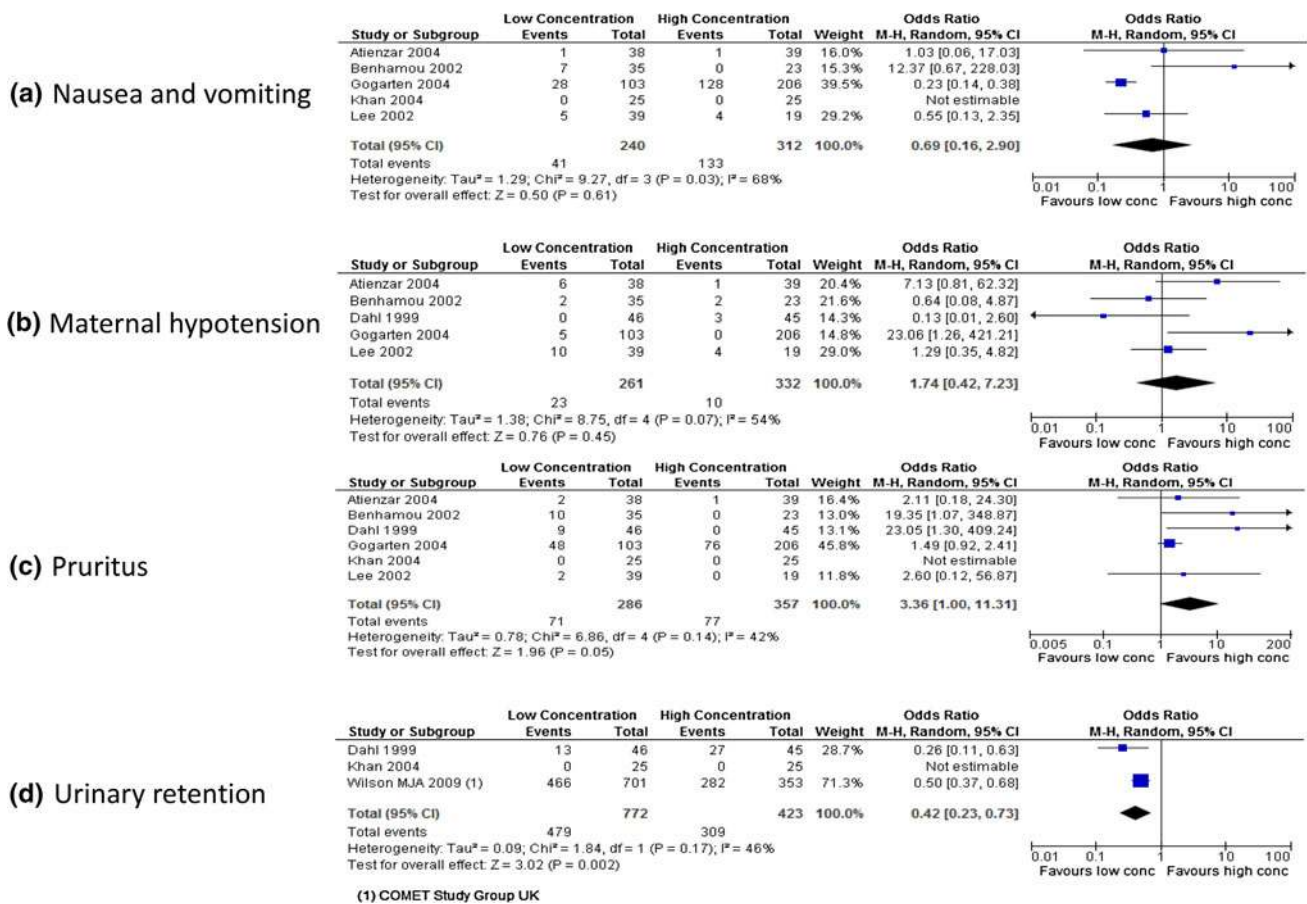 (a) Nausea and vomiting
Low Concentration High Concentration Odds Ratio Odds Ratio
Study or Subgroup Events Total Events Total Weight M-H, Random, 95% CI M-H, Random, 95% CI
Atienzar 2004 1 38 1 39 16.0% 1.03 [0.06, 17.03]
Benhamou 2002 7 35 0 23 15.3% 12.37 [0.67, 228.03]
Gogarten 2004 28 103 128 206 39.5% 0.23 [0.14, 0.38]
Khan 2004 0 25 0 25 Not estimable
Lee 2002 5 39 4 19 29.2% 0.55 [0.13, 2.35]
Total (95% CI) 240 312 100.0% 0.69 [0.16, 2.90]
Total events 41 133
Heterogeneity: Tau² = 1.29; Chi² = 9.27, df = 3 (P = 0.03); I² = 68%
Test for overall effect: Z = 0.50 (P = 0.61)
0.01 0.1 1 10 100
Favours low conc Favours high conc
(b) Maternal hypotension
Low Concentration High Concentration Odds Ratio Odds Ratio
Study or Subgroup Events Total Events Total Weight M-H, Random, 95% CI M-H, Random, 95% CI
Atienzar 2004 6 38 1 39 20.4% 7.13 [0.81, 62.32]
Benhamou 2002 2 35 2 23 21.6% 0.64 [0.08, 4.87]
Dahl 1999 0 46 3 45 14.3% 0.13 [0.01, 2.60]
Gogarten 2004 5 103 0 206 14.8% 23.06 [1.26, 421.21]
Lee 2002 10 39 4 19 29.0% 1.29 [0.35, 4.82]
Total (95% CI) 261 332 100.0% 1.74 [0.42, 7.23]
Total events 23 10
Heterogeneity: Tau² = 1.38; Chi² = 8.75, df = 4 (P = 0.07); I² = 54%
Test for overall effect: Z = 0.76 (P = 0.45)
0.01 0.1 1 10 100
Favours low conc Favours high conc
(c) Pruritus
Low Concentration High Concentration Odds Ratio Odds Ratio
Study or Subgroup Events Total Events Total Weight M-H, Random, 95% CI M-H, Random, 95% CI
Atienzar 2004 2 38 1 39 16.4% 2.11 [0.18, 24.30]
Benhamou 2002 10 35 0 23 13.0% 19.35 [1.07, 348.87]
Dahl 1999 9 46 0 45 13.1% 23.05 [1.30, 409.24]
Gogarten 2004 48 103 76 206 45.8% 1.49 [0.92, 2.41]
Khan 2004 0 25 0 25 Not estimable
Lee 2002 2 39 0 19 11.8% 2.60 [0.12, 56.87]
Total (95% CI) 286 357 100.0% 3.36 [1.00, 11.31]
Total events 71 77
Heterogeneity: Tau² = 0.78; Chi² = 6.86, df = 4 (P = 0.14); I² = 42%
Test for overall effect: Z = 1.96 (P = 0.05)
0.005 0.1 1 10 200
Favours low conc Favours high conc
(d) Urinary retention
Low Concentration High Concentration Odds Ratio Odds Ratio
Study or Subgroup Events Total Events Total Weight M-H, Random, 95% CI M-H, Random, 95% CI
Dahl 1999 13 46 27 45 28.7% 0.26 [0.11, 0.63]
Khan 2004 0 25 0 25 Not estimable
Wilson MJA 2009 (1) 466 701 282 353 71.3% 0.50 [0.37, 0.68]
Total (95% CI) 772 423 100.0% 0.42 [0.23, 0.73]
Total events 479 309
Heterogeneity: Tau² = 0.09; Chi² = 1.84, df = 1 (P = 0.17); I² = 46%
Test for overall effect: Z = 3.02 (P = 0.002)
0.01 0.1 1 10 100
Favours low conc Favours high conc
(1) COMET Study Group UK